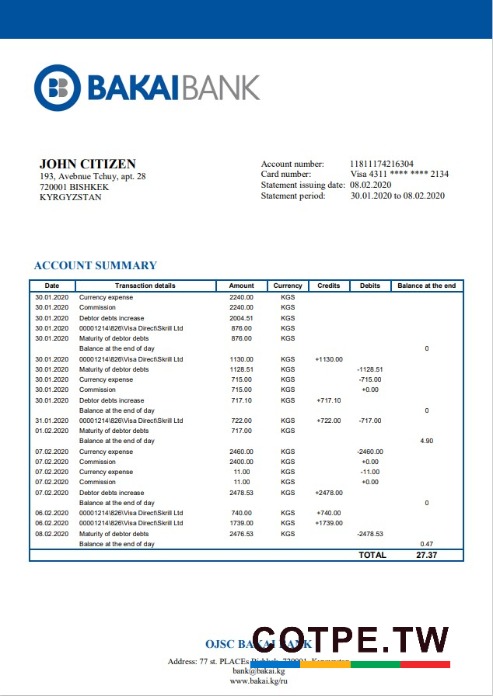 BAKAIBANK
JOHN CITIZEN
193, Avebnue Tchuy, apt. 28
720001 BISHKEK
KYRGYZSTAN
Account number: 11811174216304
Card number: Visa 4311 **** **** 2134
Statement issuing date: 08.02.2020
Statement period: 30.01.2020 to 08.02.2020
ACCOUNT SUMMARY
Date Transaction details Amount Currency Credits Debits Balance at the end
30.01.2020 Currency expense 2240.00 KGS
30.01.2020 Commission 2240.00 KGS
30.01.2020 Debtor debts increase 2004.51 KGS
30.01.2020 00001214\826\Visa Direct\Skrill Ltd 876.00 KGS
30.01.2020 Maturity of debtor debts 876.00 KGS
Balance at the end of day 0
30.01.2020 00001214\826\Visa Direct\Skrill Ltd 1130.00 KGS +1130.00
30.01.2020 Maturity of debtor debts 1128.51 KGS -1128.51
30.01.2020 Currency expense 715.00 KGS -715.00
30.01.2020 Commission 715.00 KGS +0.00
30.01.2020 Debtor debts increase 717.10 KGS +717.10
Balance at the end of day 0
31.01.2020 00001214\826\Visa Direct\Skrill Ltd 722.00 KGS +722.00 -717.00
01.02.2020 Maturity of debtor debts 717.00 KGS
Balance at the end of day 4.90
07.02.2020 Currency expense 2460.00 KGS -2460.00
07.02.2020 Commission 2400.00 KGS +0.00
07.02.2020 Currency expense 11.00 KGS -11.00
07.02.2020 Commission 11.00 KGS +0.00
07.02.2020 Debtor debts increase 2478.53 KGS +2478.00
Balance at the end of day 0
06.02.2020 00001214\826\Visa Direct\Skrill Ltd 740.00 KGS +740.00
06.02.2020 00001214\826\Visa Direct\Skrill Ltd 1739.00 KGS +1739.00
08.02.2020 Maturity of debtor debts 2476.53 KGS -2478.53
Balance at the end of day 0.47
TOTAL 27.37
OJSC BAKAI BANK
COTPE.TW
Address: 77 st. PLACEs Bishkek, 720001, Kyrgyzstan
bank@bakai.kg
www.bakai.kg/ru